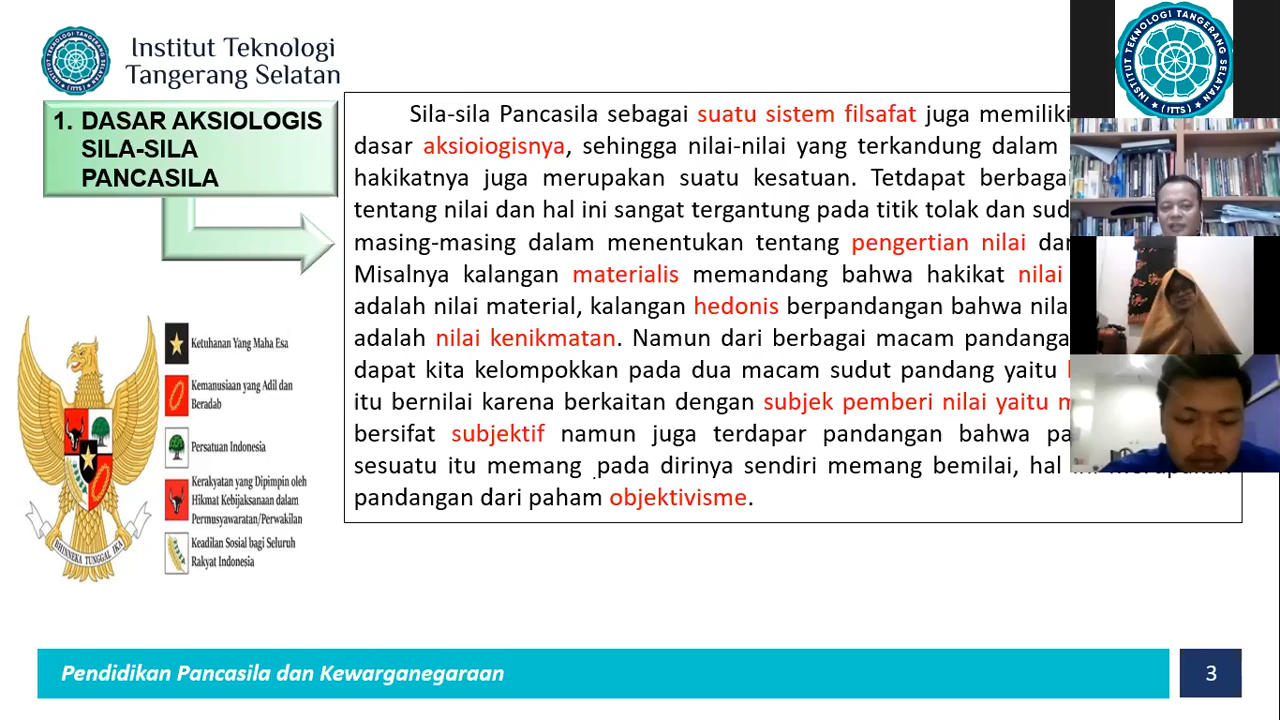 Institut Teknologi
Tangerang Selatan
1. DASAR AKSIOLOGIS
SILA-SILA
PANCASILA
Sila-sila Pancasila sebagai suatu sistem filsafat juga memiliki
dasar aksioiogisnya, sehingga nilai-nilai yang terkandung dalam
hakikatnya juga merupakan suatu kesatuan. Tetdapat berbaga
tentang nilai dan hal ini sangat tergantung pada titik tolak dan sud
masing-masing dalam menentukan tentang pengertian nilai dan
Misalnya kalangan materialis memandang bahwa hakikat nilai
adalah nilai material, kalangan hedonis berpandangan bahwa nila
adalah nilai kenikmatan. Namun dari berbagai macam pandanga
dapat kita kelompokkan pada dua macam sudut pandang yaitu
itu bernilai karena berkaitan dengan subjek pemberi nilai yaitu m
bersifat subjektif namun juga terdapar pandangan bahwa pa
sesuatu itu memang pada dirinya sendiri memang bemilai, hal
pandangan dari paham objektivisme.
Ketuhanan Yang Maha Esa
Kemanusiaan yang Adil dan
Beradab
Persatuan Indonesia
Kerakyatan yang Dipimpin oleh
Hikmat Kebijaksanaan dalam
Permusyawaratan/Perwakilan
Keadilan Sosial bagi Seluruh
Rakyat Indonesia
BHINNEKA TUNGGAL IKA
Pendidikan Pancasila dan Kewarganegaraan
3
INSTITUT TEKNOLOGI TANGERANG SELATAN
(ITTS)